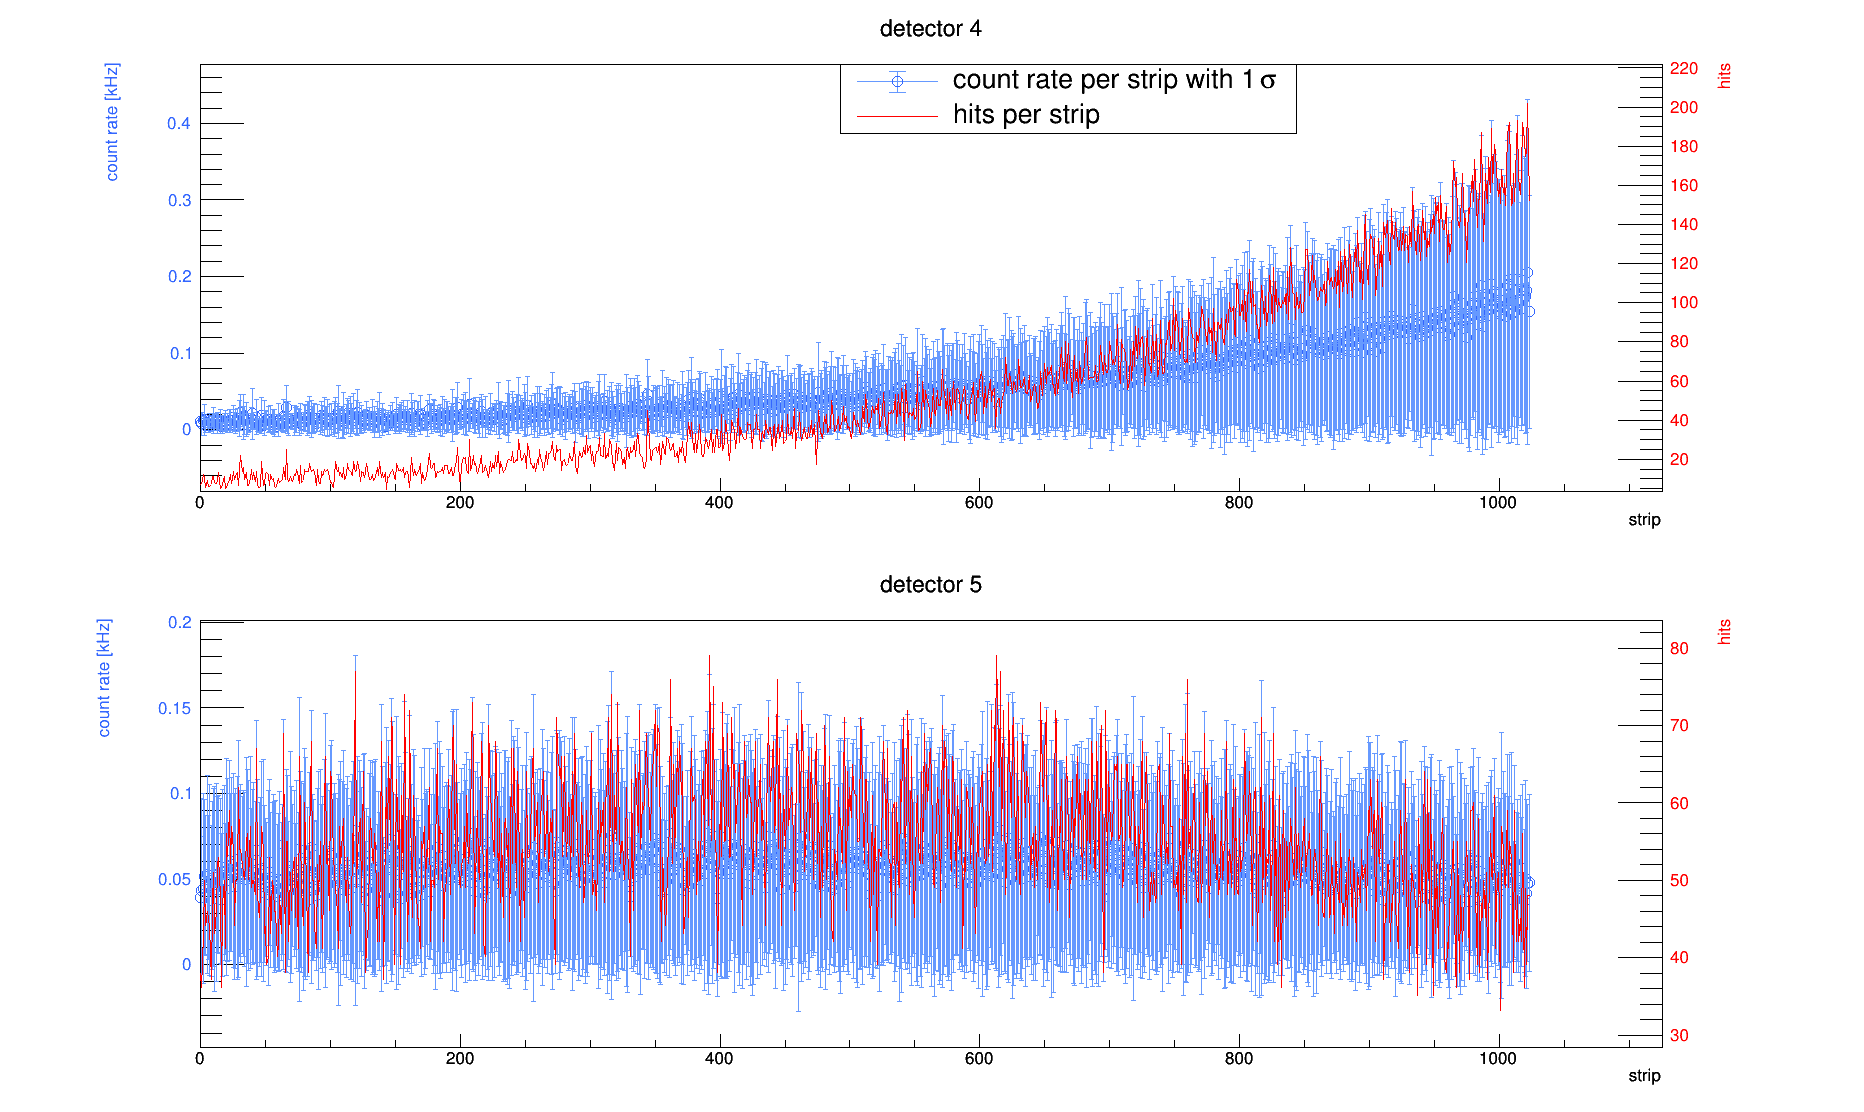 detector 4
count rate [kHz]
hits
count rate per strip with 1 σ
hits per strip
0.4
0.3
0.2
0.1
0
220
200
180
160
140
120
100
80
60
40
20
0 200 400 600 800 1000
strip
detector 5
count rate [kHz]
hits
0.2
0.15
0.1
0.05
0
80
70
60
50
40
30
0 200 400 600 800 1000
strip